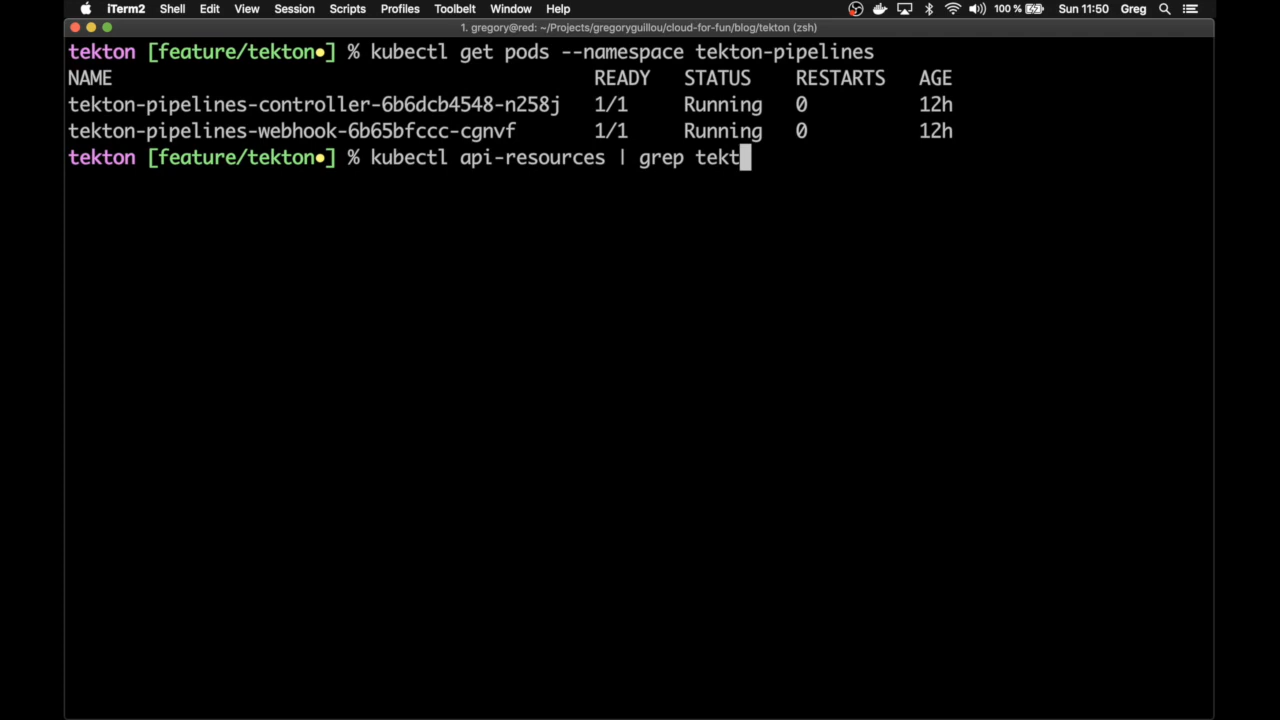 iTerm2 Shell Edit View Session Scripts Profiles Toolbelt Window Help 100 % Sun 11:50 Greg
1. gregory@red: ~/Projects/gregoryguillou/cloud-for-fun/blog/tekton (zsh)
tekton [feature/tekton●] % kubectl get pods --namespace tekton-pipelines
NAME READY STATUS RESTARTS AGE
tekton-pipelines-controller-6b6dcb4548-n258j 1/1 Running 0 12h
tekton-pipelines-webhook-6b65bfccc-cgnvf 1/1 Running 0 12h
tekton [feature/tekton●] % kubectl api-resources | grep tekt